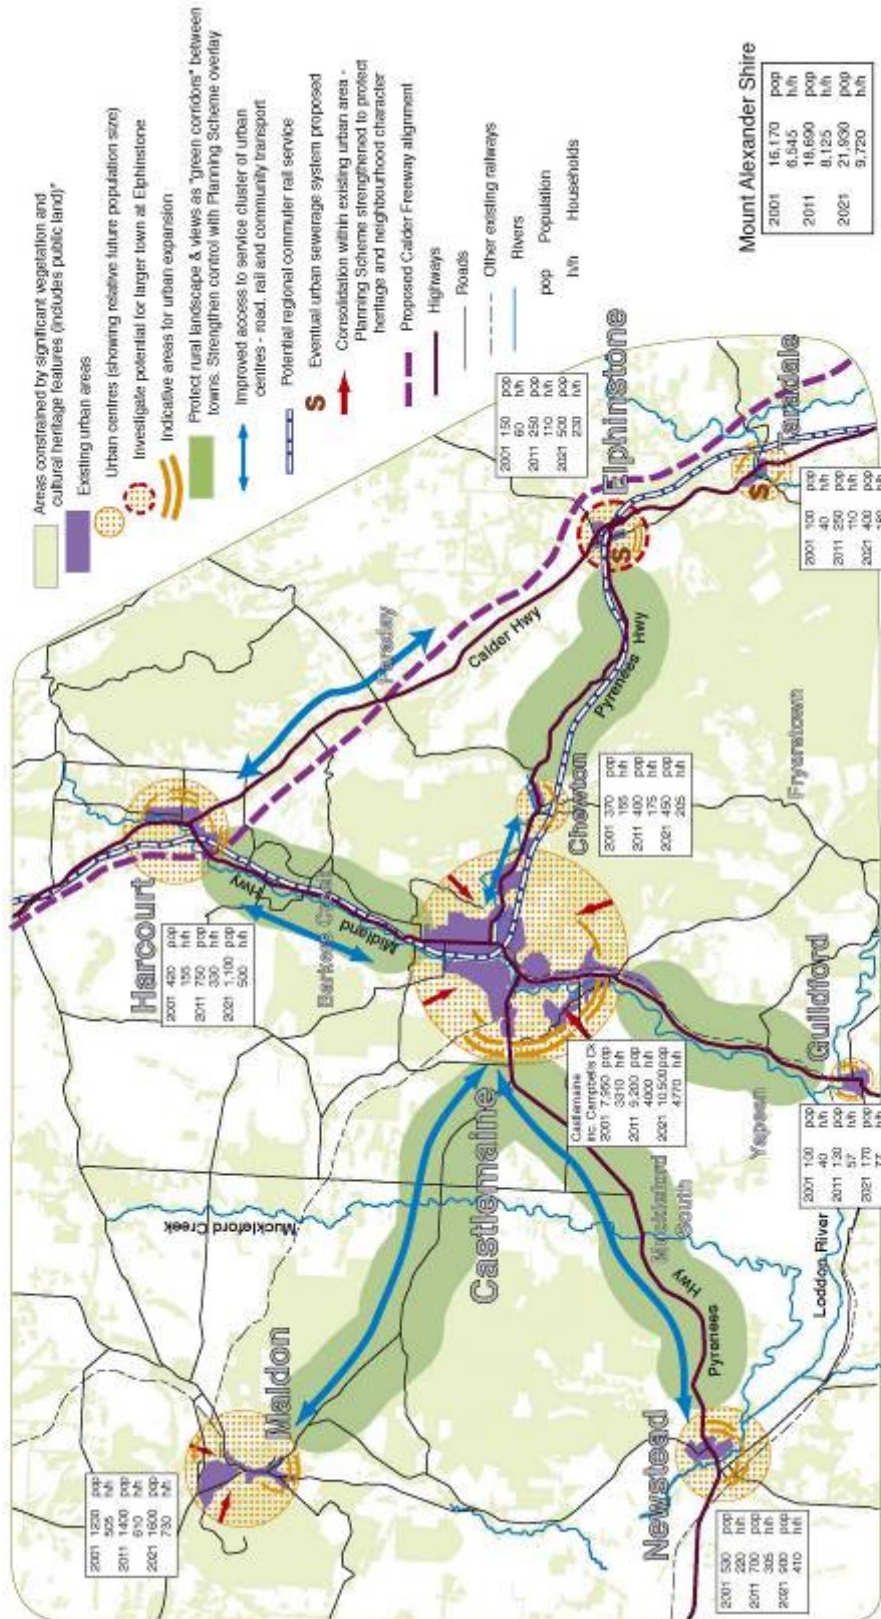 Areas constrained by significant vegetation and
cultural heritage features (includes public land)*
Existing urban areas
Urban centres (showing relative future population size)
Investigate potential for larger town at Elphinstone
Indicative areas for urban expansion
Protect rural landscape & views as "green corridors" between
towns. Strengthen control with Planning Scheme overlay
Improved access to service cluster of urban
centres - road, rail and community transport
Potential regional commuter rail service
S Eventual urban sewerage system proposed
Consolidation within existing urban area -
Planning Scheme strengthened to protect
heritage and neighbourhood character
Proposed Calder Freeway alignment
Highways
Roads
Other existing railways
Rivers
pop Population
h/h Households
Mount Alexander Shire
2001 16,170 pop
6,545 h/h
2011 18,690 pop
8,125 h/h
2021 21,930 pop
9,720 h/h
Maldon
2001 1230 pop
505 h/h
2011 1400 pop
610 h/h
2021 1600 pop
730 h/h
Harcourt
2001 420 pop
155 h/h
2011 750 pop
330 h/h
2021 1,100 pop
500 h/h
Faraday
Calder Hwy
Midland Hwy
Barkers Creek
Muckleford Creek
Castlemaine
Castlemaine
inc. Campbells Ck
2001 7,950 pop
3310 h/h
2011 9,200 pop
4000 h/h
2021 10,500 pop
4770 h/h
Chewton
2001 370 pop
155 h/h
2011 400 pop
175 h/h
2021 450 pop
205 h/h
Pyrenees Hwy
Elphinstone
S
2001 150 pop
60 h/h
2011 250 pop
110 h/h
2021 500 pop
230 h/h
Taradale
S
2001 100 pop
40 h/h
2011 250 pop
110 h/h
2021 400 pop
h/h
Fryerstown
Guildford
2001 100 pop
40 h/h
2011 130 pop
57 h/h
2021 170 pop
77 h/h
Yapeen
Muckleford
South
Pyrenees Hwy
Loddon River
Newstead
2001 530 pop
220 h/h
2011 700 pop
305 h/h
2021 900 pop
410 h/h